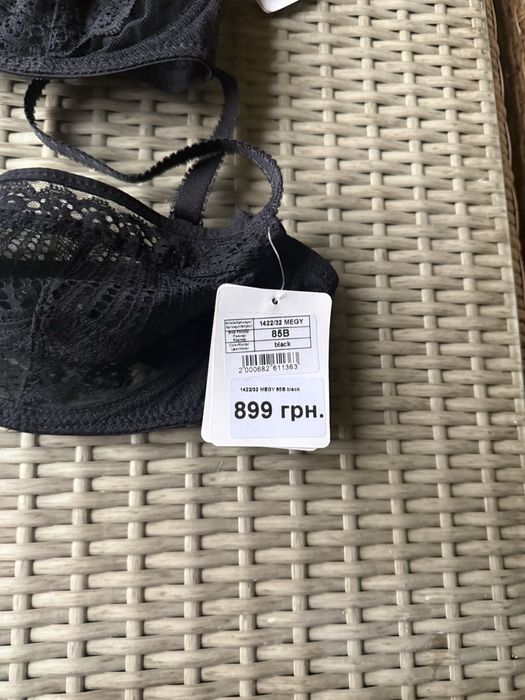 1422/32 MEGY
85B
black
2 000682 611363
1422/32 MEGY 85B black
899 грн.